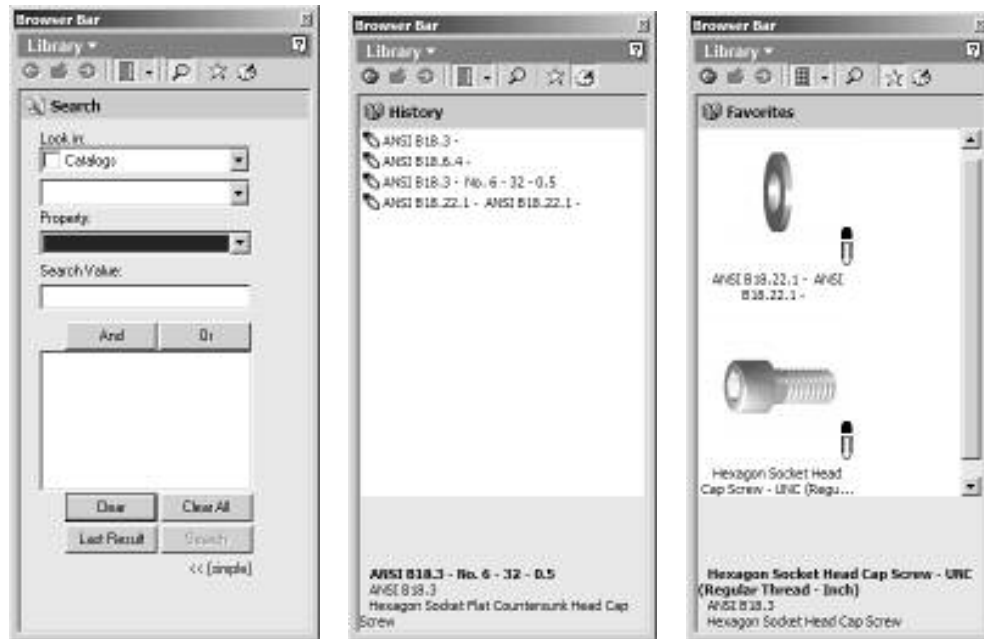 Browser Bar
Library
Search
Look in:
Catalogs
Property:
Search Value:
And Or
Clear Clear All
Last Result Search
<< (simple)
Browser Bar
Library
History
ANSI B18.3 -
ANSI B18.6.4 -
ANSI B18.3 - No. 6 - 32 - 0.5
ANSI B18.22.1 - ANSI B18.22.1 -
ANSI B18.3 - No. 6 - 32 - 0.5
ANSI B18.3
Hexagon Socket Flat Countersunk Head Cap
Screw
Browser Bar
Library
Favorites
ANSI B18.22.1 - ANSI
B18.22.1 -
Hexagon Socket Head
Cap Screw - UNC (Regu...
Hexagon Socket Head Cap Screw - UNC
(Regular Thread - Inch)
ANSI B18.3
Hexagon Socket Head Cap Screw